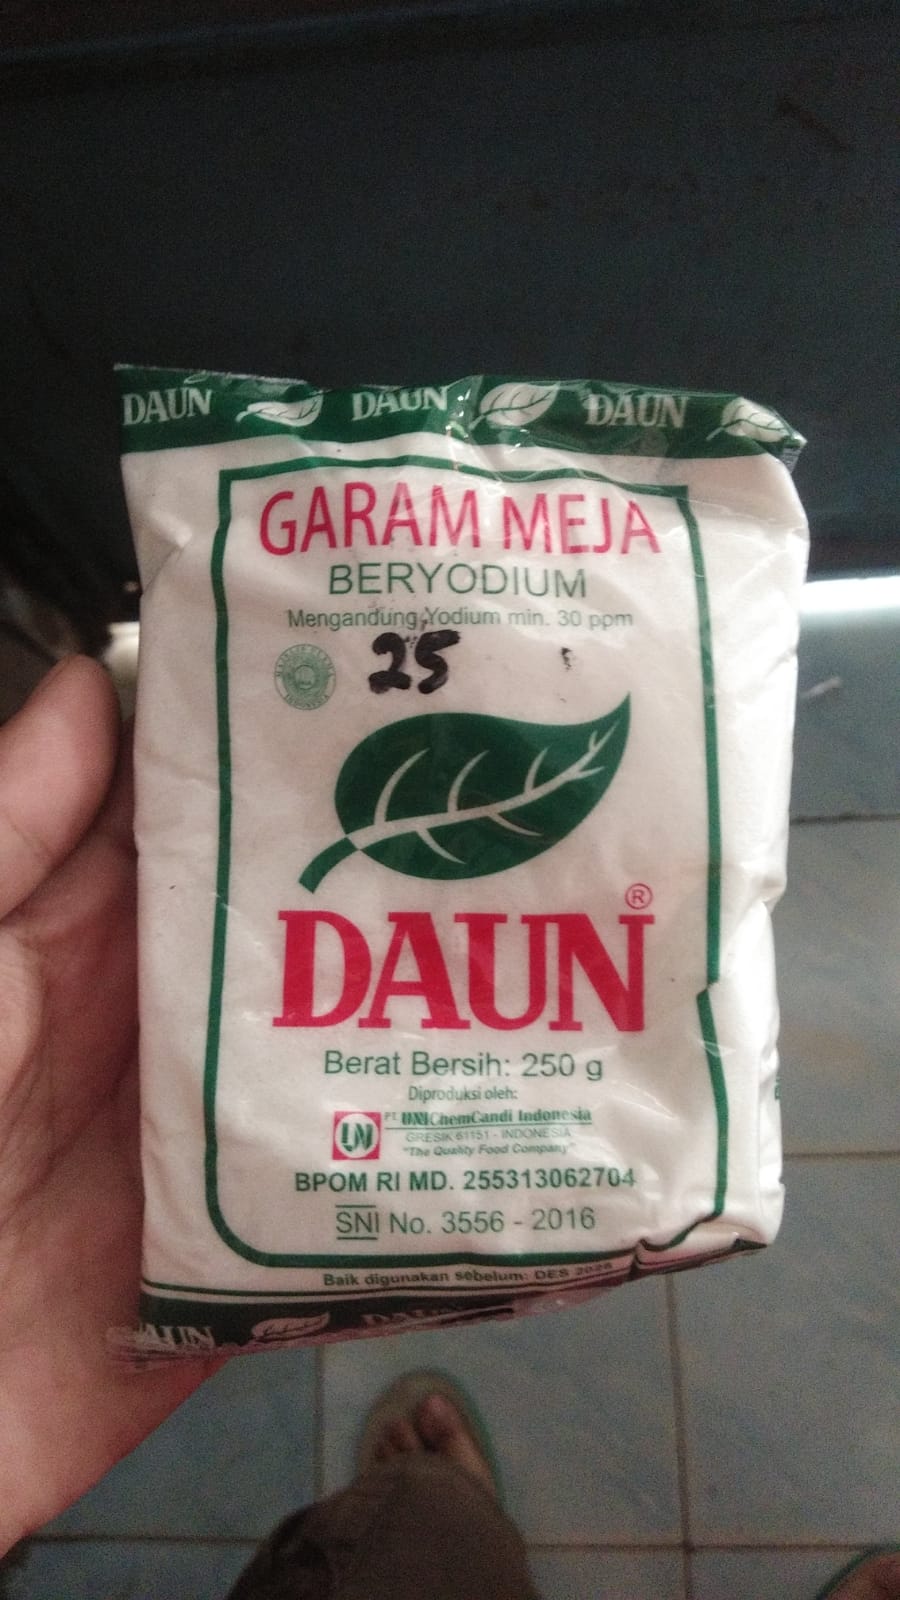 DAUN DAUN DAUN
GARAM MEJA
BERYODIUM
Mengandung Yodium min. 30 ppm
25
DAUN®
Berat Bersih: 250 g
Diproduksi oleh:
PT UNIChemCandi Indonesia
GRESIK 61151 - INDONESIA
"The Quality Food Company"
BPOM RI MD. 255313062704
SNI No. 3556 - 2016
Baik digunakan sebelum: DES
DAUN DAUN